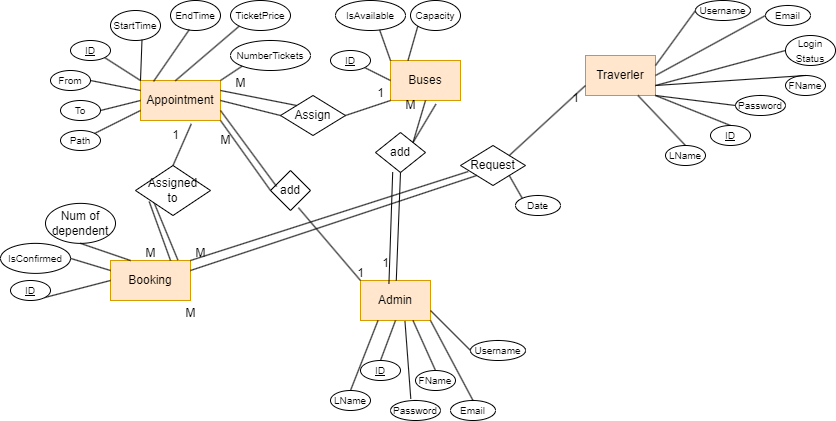 IsAvailable
Capacity
EndTime
TicketPrice
StartTime
NumberTickets
ID
From
To
Path
Appointment
M
ID
Buses
1
M
Assign
Username
Email
Login
Status
FName
Password
ID
LName
Traverler
1
1
M
add
Request
Date
Assigned
to
add
Num of
dependent
M
M
IsConfirmed
ID
Booking
M
1
1
Admin
Username
ID
FName
LName
Password
Email